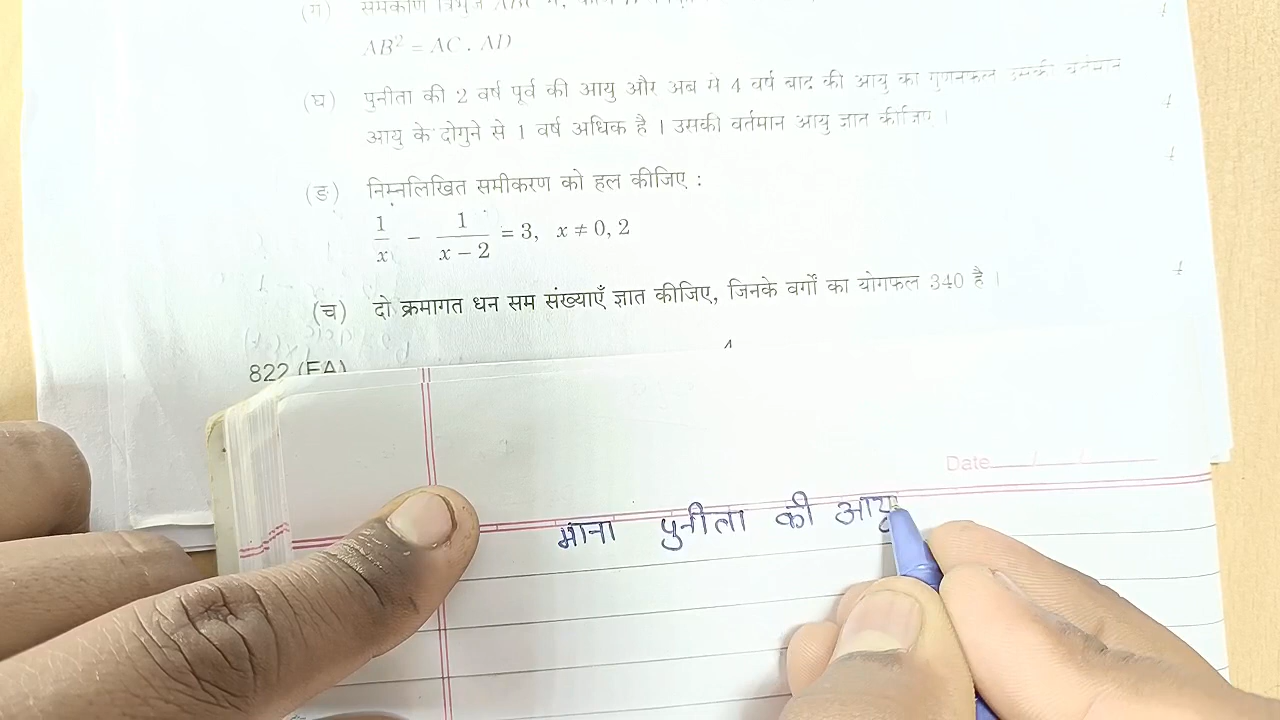 (ग) समकोण त्रिभुज ABC में,
AB² = AC . AD
(घ) पुनीता की 2 वर्ष पूर्व की आयु और अब से 4 वर्ष बाद की आयु का गुणनफल उसकी वर्तमान
आयु के दोगुने से 1 वर्ष अधिक है । उसकी वर्तमान आयु ज्ञात कीजिए ।
(ङ) निम्नलिखित समीकरण को हल कीजिए :
1/x − 1/(x − 2) = 3, x ≠ 0, 2
(च) दो क्रमागत धन सम संख्याएँ ज्ञात कीजिए, जिनके वर्गों का योगफल 340 है ।
822 (EA)
Date
माना पुनीता की आयु